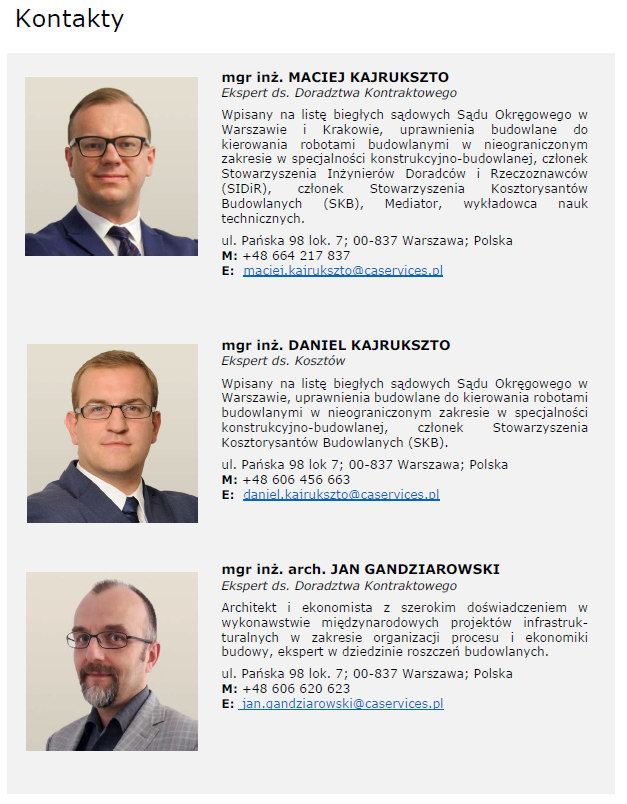 Kontakty
mgr inż. MACIEJ KAJRUKSZTO
Ekspert ds. Doradztwa Kontraktowego
Wpisany na listę biegłych sądowych Sądu Okręgowego w
Warszawie i Krakowie, uprawnienia budowlane do
kierowania robotami budowlanymi w nieograniczonym
zakresie w specjalności konstrukcyjno-budowlanej, członek
Stowarzyszenia Inżynierów Doradców i Rzeczoznawców
(SIDiR), członek Stowarzyszenia Kosztorysantów
Budowlanych (SKB), Mediator, wykładowca nauk
technicznych.
ul. Pańska 98 lok. 7; 00-837 Warszawa; Polska
M: +48 664 217 837
E: maciej.kajrukszto@caservices.pl
mgr inż. DANIEL KAJRUKSZTO
Ekspert ds. Kosztów
Wpisany na listę biegłych sądowych Sądu Okręgowego w
Warszawie, uprawnienia budowlane do kierowania robotami
budowlanymi w nieograniczonym zakresie w specjalności
konstrukcyjno-budowlanej, członek Stowarzyszenia
Kosztorysantów Budowlanych (SKB).
ul. Pańska 98 lok 7; 00-837 Warszawa; Polska
M: +48 606 456 663
E: daniel.kajrukszto@caservices.pl
mgr inż. arch. JAN GANDZIAROWSKI
Ekspert ds. Doradztwa Kontraktowego
Architekt i ekonomista z szerokim doświadczeniem w
wykonawstwie międzynarodowych projektów infrastruk-
turalnych w zakresie organizacji procesu i ekonomiki
budowy, ekspert w dziedzinie roszczeń budowlanych.
ul. Pańska 98 lok. 7; 00-837 Warszawa; Polska
M: +48 606 620 623
E: jan.gandziarowski@caservices.pl